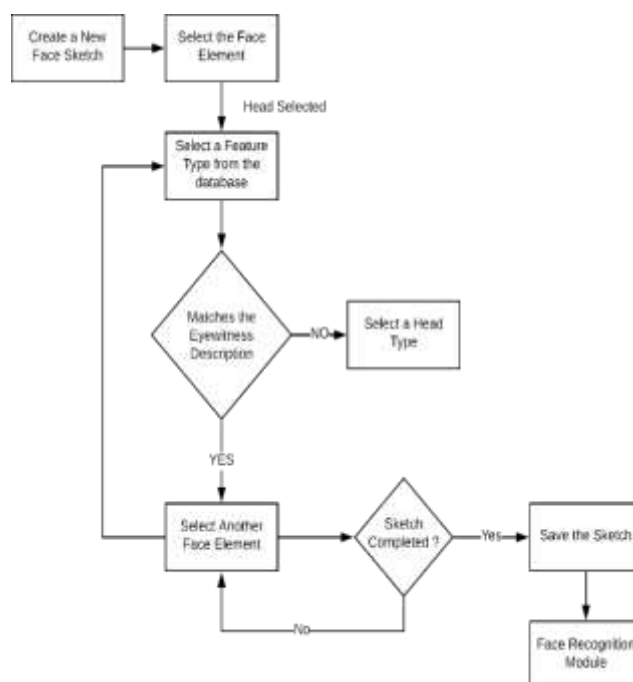 Create a New
Face Sketch
Select the Face
Element
Head Selected
Select a Feature
Type from the
database
Matches the
Eyewitness
Description
NO
Select a Head
Type
YES
Select Another
Face Element
Sketch
Completed ?
Yes
Save the Sketch
No
Face Recognition
Module